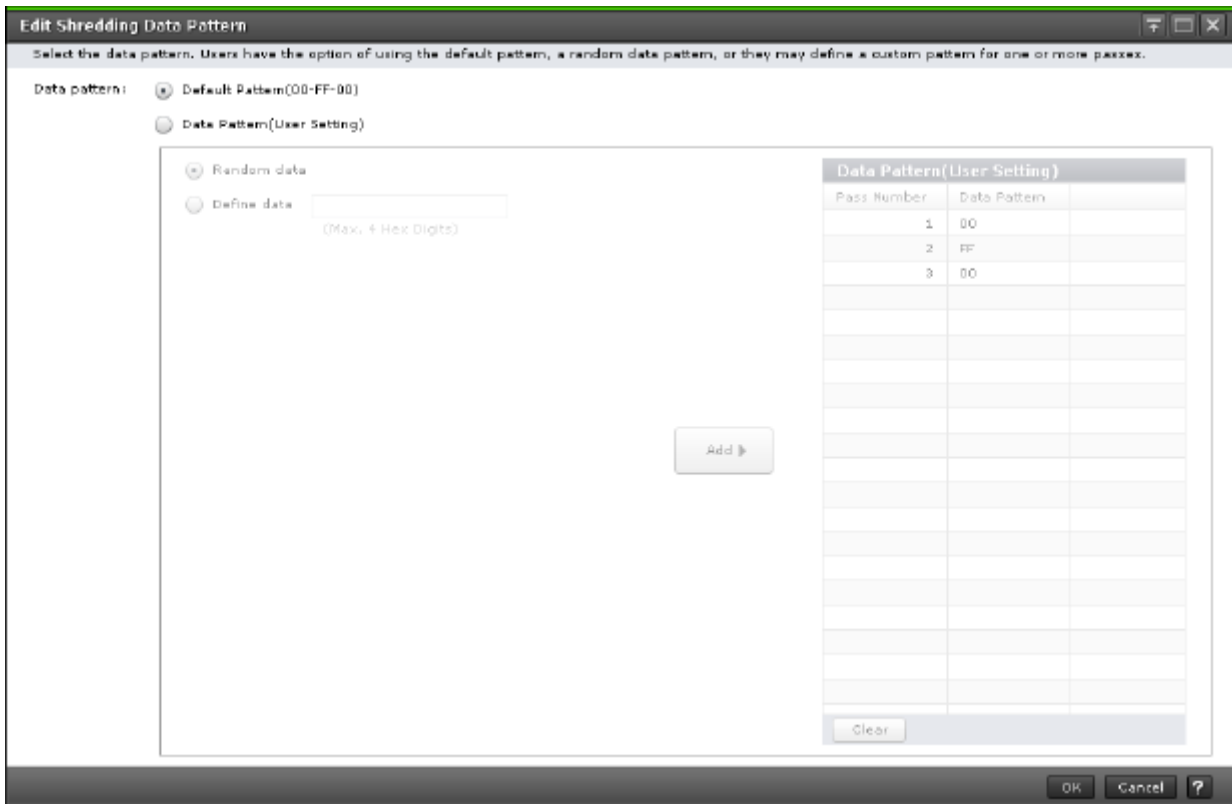 Edit Shredding Data Pattern
Select the data pattern. Users have the option of using the default pattern, a random data pattern, or they may define a custom pattern for one or more passes.
Data pattern: Default Pattern(00-FF-00)
Data Pattern(User Setting)
Random data
Define data
(Max. 4 Hex Digits)
Add
Data Pattern(User Setting)
Pass Number Data Pattern
1 00
2 FF
3 00
Clear
OK Cancel ?